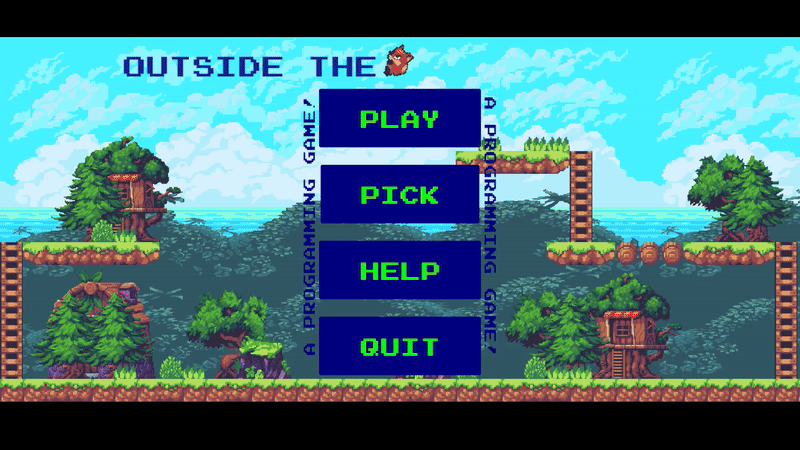 OUTSIDE THE
A PROGRAMMING GAME!
PLAY
PICK
HELP
QUIT
A PROGRAMMING GAME!